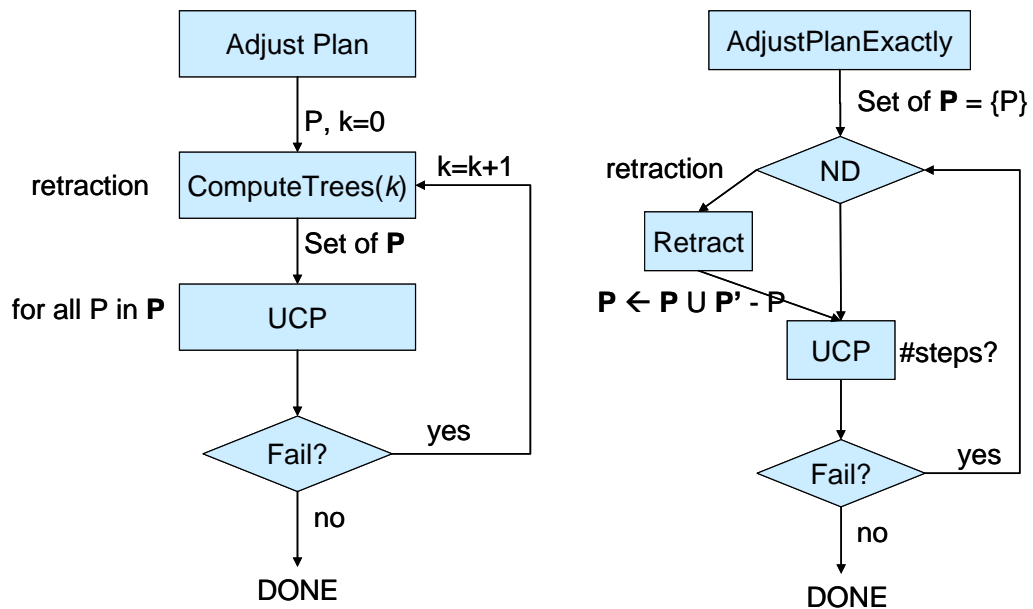 Adjust Plan
P, k=0
k=k+1
retraction
ComputeTrees(k)
Set of P
for all P in P
UCP
yes
Fail?
no
DONE
AdjustPlanExactly
Set of P = {P}
retraction
ND
Retract
P ← P U P' - P
UCP
#steps?
yes
Fail?
no
DONE